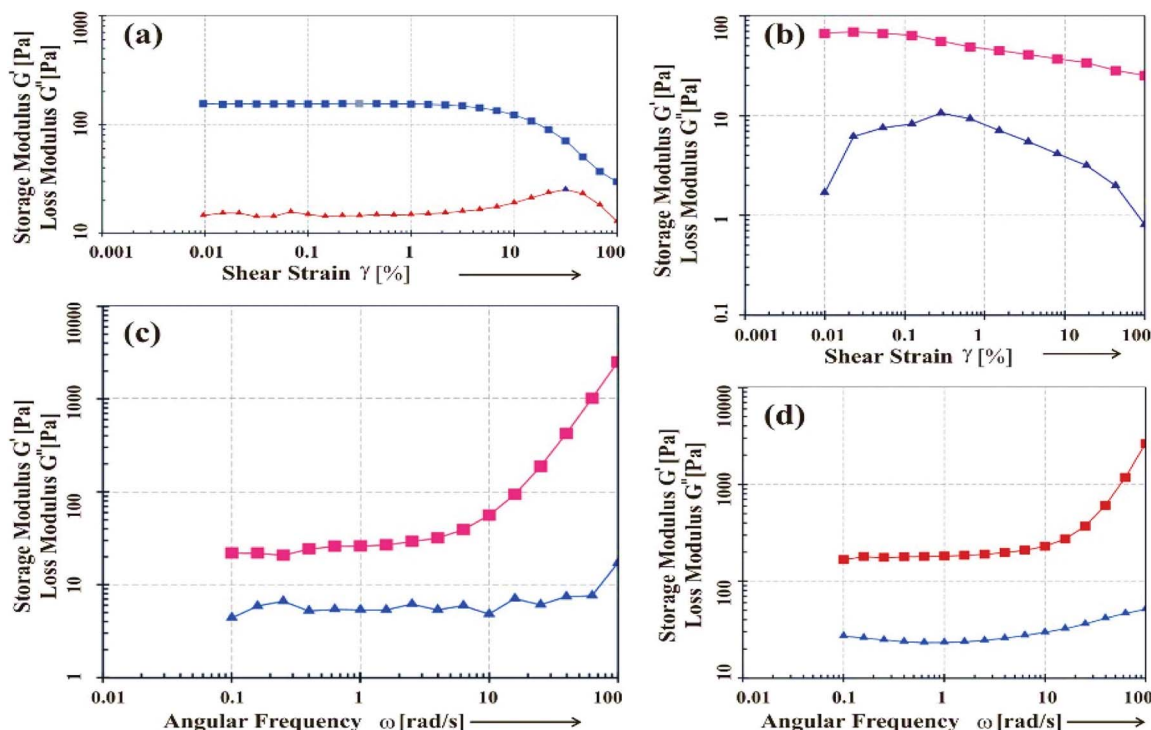 (a)
Storage Modulus G' [Pa]
Loss Modulus G'' [Pa]
1000
100
10
0.001 0.01 0.1 1 10 100
Shear Strain γ [%]
(b)
Storage Modulus G' [Pa]
Loss Modulus G'' [Pa]
100
10
1
0.1
0.001 0.01 0.1 1 10 100
Shear Strain γ [%]
(c)
Storage Modulus G' [Pa]
Loss Modulus G'' [Pa]
10000
1000
100
10
1
0.01 0.1 1 10 100
Angular Frequency ω [rad/s]
(d)
Storage Modulus G' [Pa]
Loss Modulus G'' [Pa]
10000
1000
100
10
0.01 0.1 1 10 100
Angular Frequency ω [rad/s]